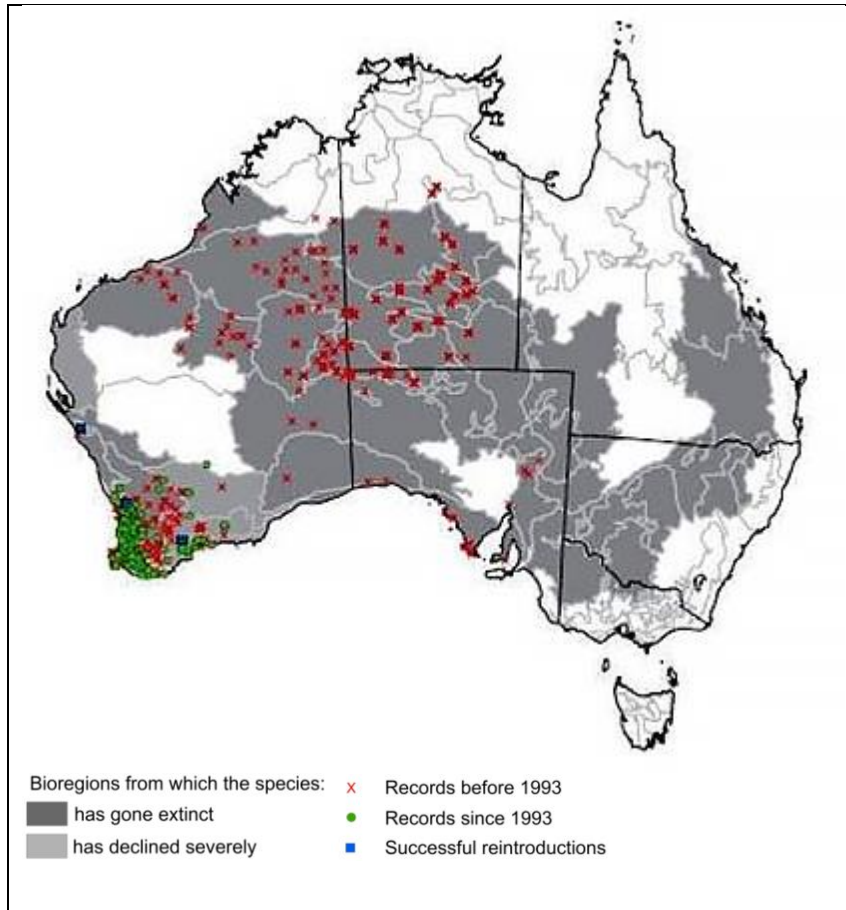 Bioregions from which the species:
has gone extinct
has declined severely
x Records before 1993
Records since 1993
Successful reintroductions